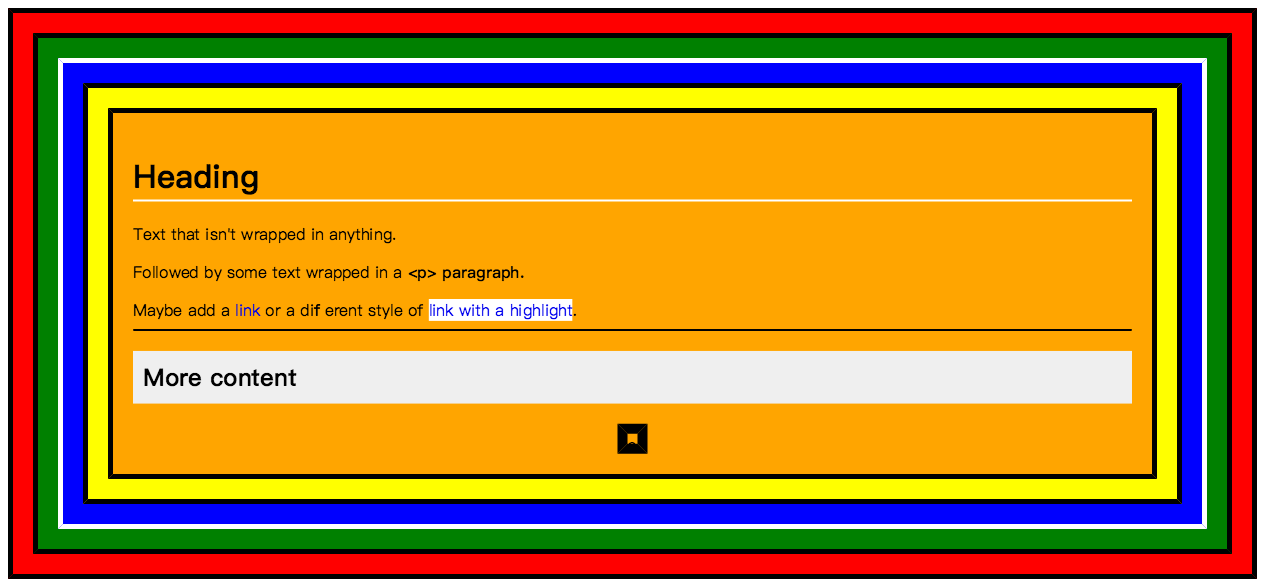 Heading
Text that isn't wrapped in anything.
Followed by some text wrapped in a <p> paragraph.
Maybe add a link or a dif erent style of link with a highlight.
More content